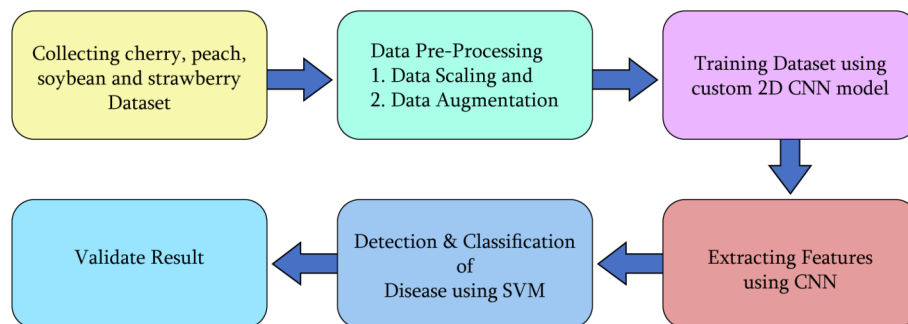 Collecting cherry, peach,
soybean and strawberry
Dataset
Data Pre-Processing
1. Data Scaling and
2. Data Augmentation
Training Dataset using
custom 2D CNN model
Extracting Features
using CNN
Detection & Classification
of
Disease using SVM
Validate Result